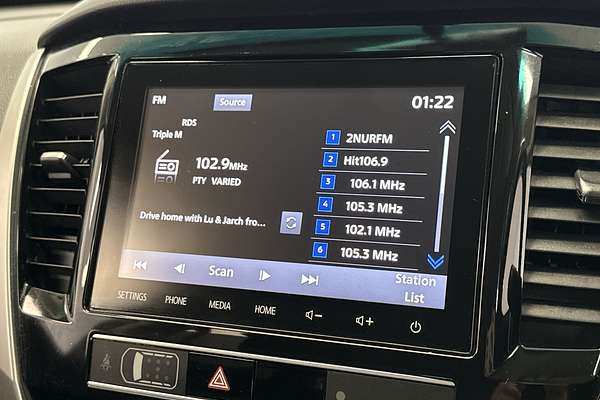 FM
Source
01:22
RDS
Triple M
102.9MHz
PTY VARIED
Drive home with Lu & Jarch fro...
1 2NURFM
2 Hit106.9
3 106.1 MHz
4 105.3 MHz
5 102.1 MHz
6 105.3 MHz
Scan
Station
List
SETTINGS
PHONE
MEDIA
HOME